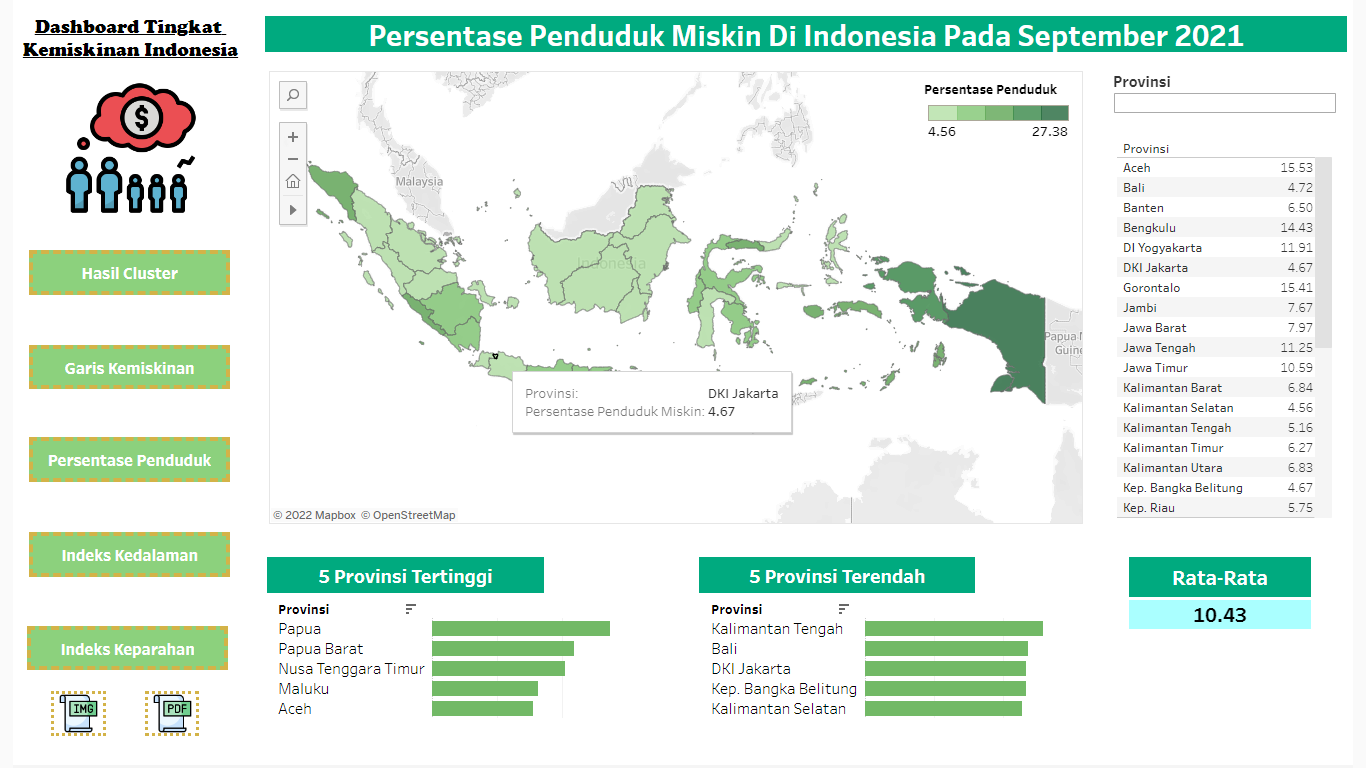 Dashboard Tingkat
Kemiskinan Indonesia
$
Hasil Cluster
Garis Kemiskinan
Persentase Penduduk
Indeks Kedalaman
Indeks Keparahan
IMG
PDF
Persentase Penduduk Miskin Di Indonesia Pada September 2021
Persentase Penduduk
4.56 27.38
Malaysia
Indonesia
Papua N
Guine
Provinsi: DKI Jakarta
Persentase Penduduk Miskin: 4.67
© 2022 Mapbox © OpenStreetMap
Provinsi
Provinsi
Aceh 15.53
Bali 4.72
Banten 6.50
Bengkulu 14.43
DI Yogyakarta 11.91
DKI Jakarta 4.67
Gorontalo 15.41
Jambi 7.67
Jawa Barat 7.97
Jawa Tengah 11.25
Jawa Timur 10.59
Kalimantan Barat 6.84
Kalimantan Selatan 4.56
Kalimantan Tengah 5.16
Kalimantan Timur 6.27
Kalimantan Utara 6.83
Kep. Bangka Belitung 4.67
Kep. Riau 5.75
5 Provinsi Tertinggi
Provinsi
Papua
Papua Barat
Nusa Tenggara Timur
Maluku
Aceh
5 Provinsi Terendah
Provinsi
Kalimantan Tengah
Bali
DKI Jakarta
Kep. Bangka Belitung
Kalimantan Selatan
Rata-Rata
10.43